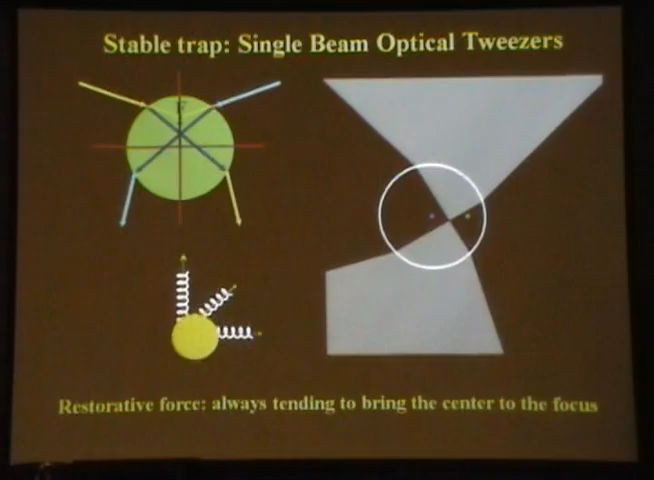 Stable trap: Single Beam Optical Tweezers
F
Restorative force: always tending to bring the center to the focus